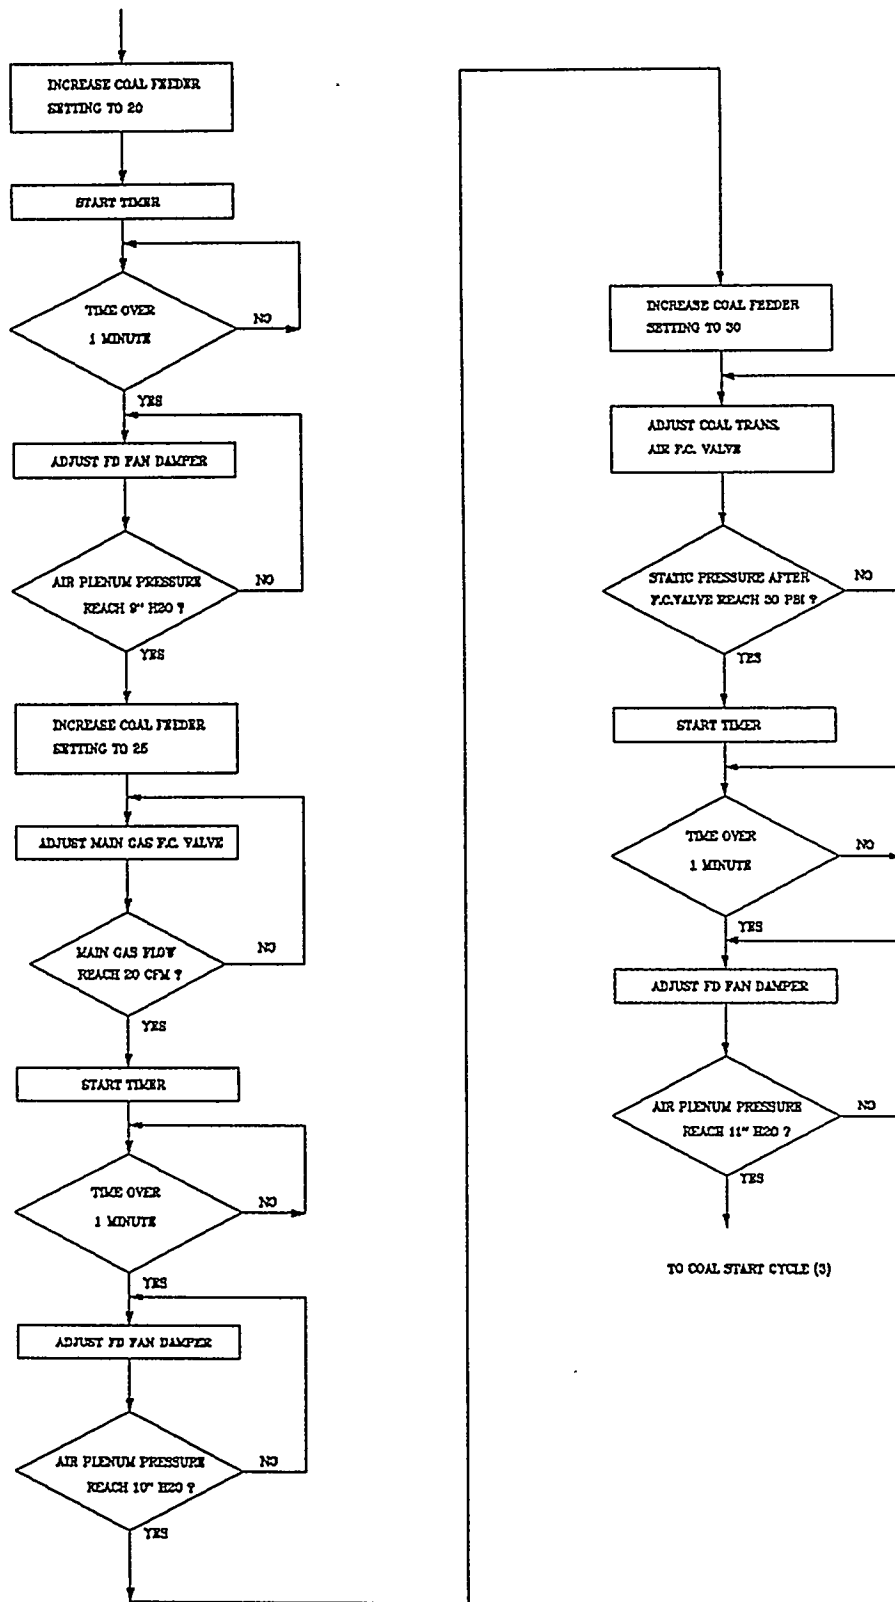 INCREASE COAL FEEDER
SETTING TO 20
START TIMER
TIME OVER
1 MINUTE
NO
YES
ADJUST FD FAN DAMPER
AIR PLENUM PRESSURE
REACH 9" H2O ?
NO
YES
INCREASE COAL FEEDER
SETTING TO 25
ADJUST MAIN GAS F.C. VALVE
MAIN GAS FLOW
REACH 20 CFM ?
NO
YES
START TIMER
TIME OVER
1 MINUTE
NO
YES
ADJUST FD FAN DAMPER
AIR PLENUM PRESSURE
REACH 10" H2O ?
NO
YES
INCREASE COAL FEEDER
SETTING TO 30
ADJUST COAL TRANS.
AIR F.C. VALVE
STATIC PRESSURE AFTER
F.C.VALVE REACH 30 PSI ?
NO
YES
START TIMER
TIME OVER
1 MINUTE
NO
YES
ADJUST FD FAN DAMPER
AIR PLENUM PRESSURE
REACH 11" H2O ?
NO
YES
TO COAL START CYCLE (3)